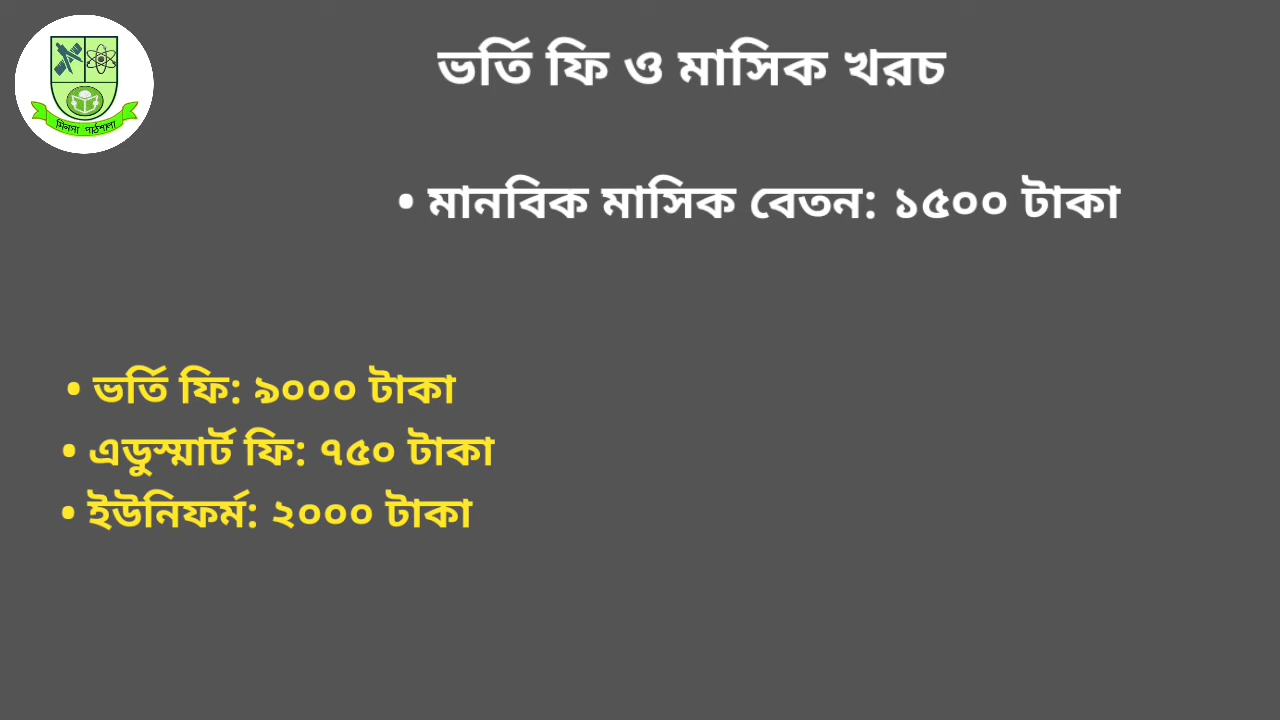 ভর্তি ফি ও মাসিক খরচ
• মানবিক মাসিক বেতন: ১৫০০ টাকা
• ভর্তি ফি: ৯০০০ টাকা
• এডুস্মার্ট ফি: ৭৫০ টাকা
• ইউনিফর্ম: ২০০০ টাকা